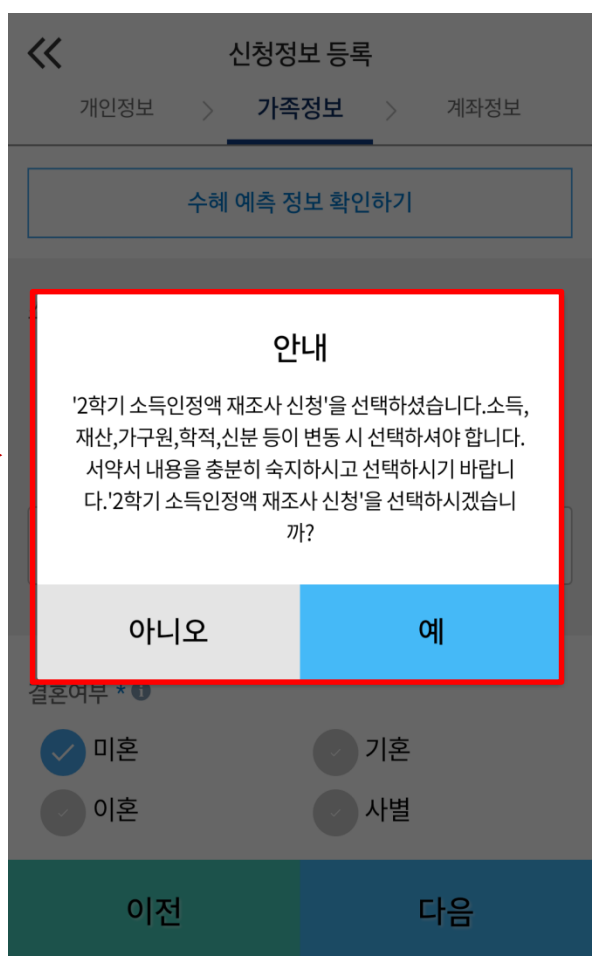 신청정보 등록
개인정보 > 가족정보 > 계좌정보
수혜 예측 정보 확인하기
안내
'2학기 소득인정액 재조사 신청'을 선택하셨습니다.소득,
재산,가구원,학적,신분 등이 변동 시 선택하셔야 합니다.
서약서 내용을 충분히 숙지하시고 선택하시기 바랍니
다.'2학기 소득인정액 재조사 신청'을 선택하시겠습니
까?
아니오 예
결혼여부 *
미혼 기혼
이혼 사별
이전 다음